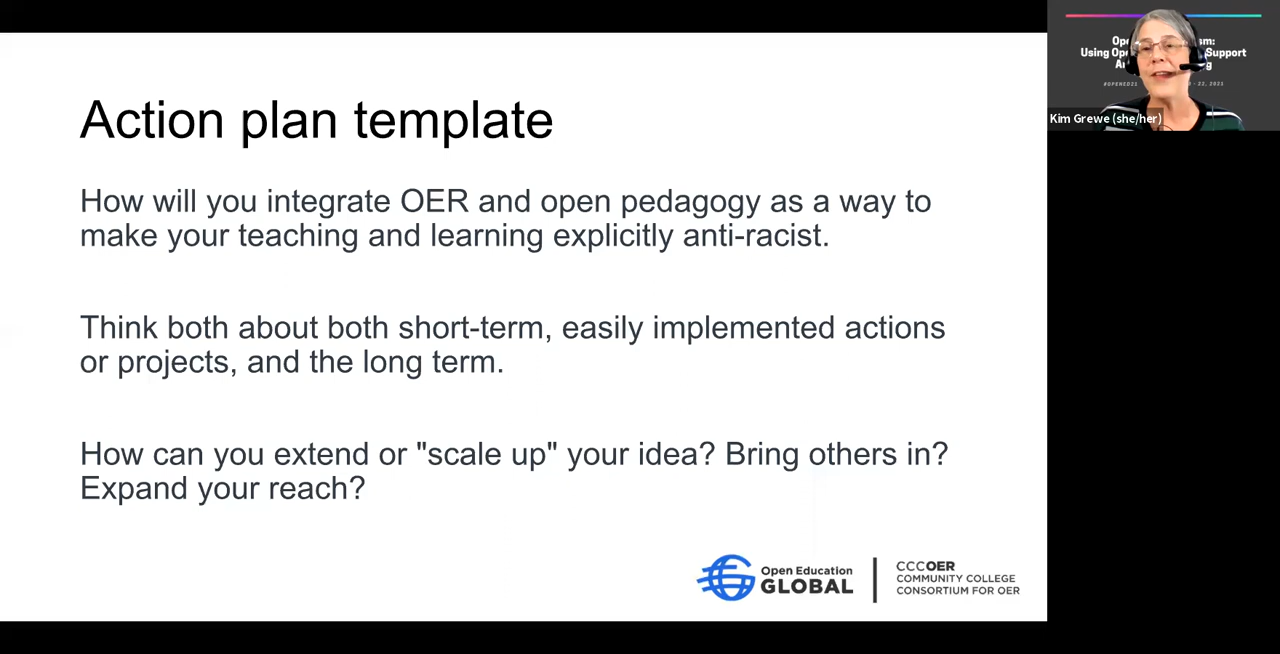 Action plan template
How will you integrate OER and open pedagogy as a way to
make your teaching and learning explicitly anti-racist.
Think both about both short-term, easily implemented actions
or projects, and the long term.
How can you extend or "scale up" your idea? Bring others in?
Expand your reach?
Open Education
GLOBAL
CCCOER
COMMUNITY COLLEGE
CONSORTIUM FOR OER
sm:
Using Support
Kim Grewe (she/her)